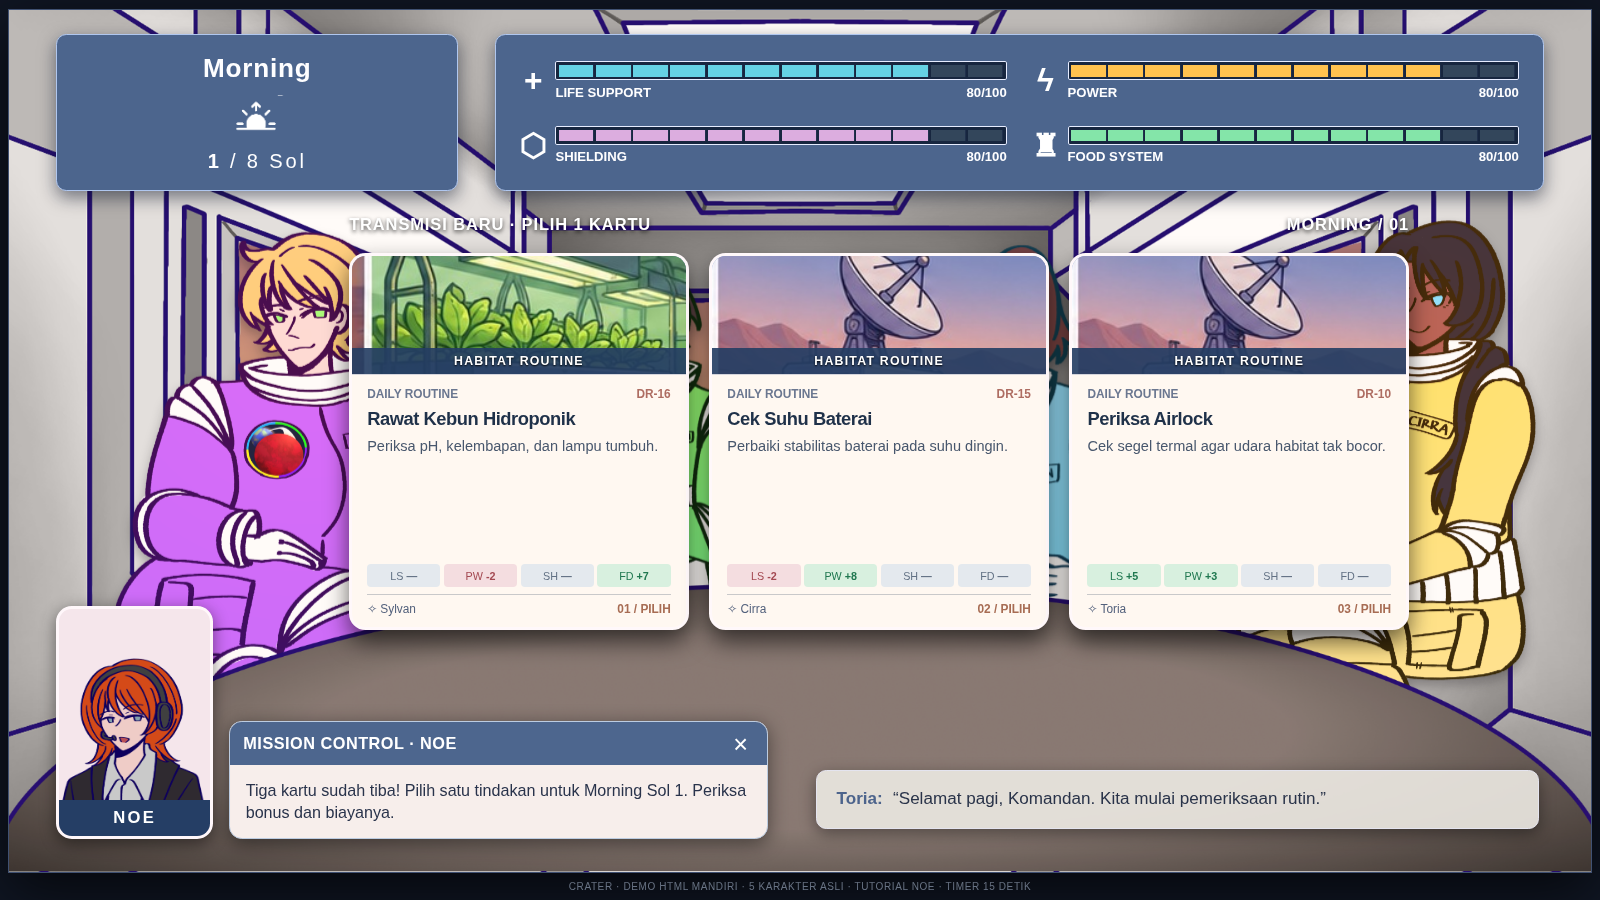 Morning
1 / 8 Sol
LIFE SUPPORT 80/100
POWER 80/100
SHIELDING 80/100
FOOD SYSTEM 80/100
TRANSMISI BARU · PILIH 1 KARTU
MORNING / 01
HABITAT ROUTINE
DAILY ROUTINE DR-16
Rawat Kebun Hidroponik
Periksa pH, kelembapan, dan lampu tumbuh.
LS — PW -2 SH — FD +7
✧ Sylvan 01 / PILIH
HABITAT ROUTINE
DAILY ROUTINE DR-15
Cek Suhu Baterai
Perbaiki stabilitas baterai pada suhu dingin.
LS -2 PW +8 SH — FD —
✧ Cirra 02 / PILIH
HABITAT ROUTINE
DAILY ROUTINE DR-10
Periksa Airlock
Cek segel termal agar udara habitat tak bocor.
LS +5 PW +3 SH — FD —
✧ Toria 03 / PILIH
CIRRA
NOE
MISSION CONTROL · NOE ✕
Tiga kartu sudah tiba! Pilih satu tindakan untuk Morning Sol 1. Periksa
bonus dan biayanya.
Toria: “Selamat pagi, Komandan. Kita mulai pemeriksaan rutin.”
CRATER · DEMO HTML MANDIRI · 5 KARAKTER ASLI · TUTORIAL NOE · TIMER 15 DETIK